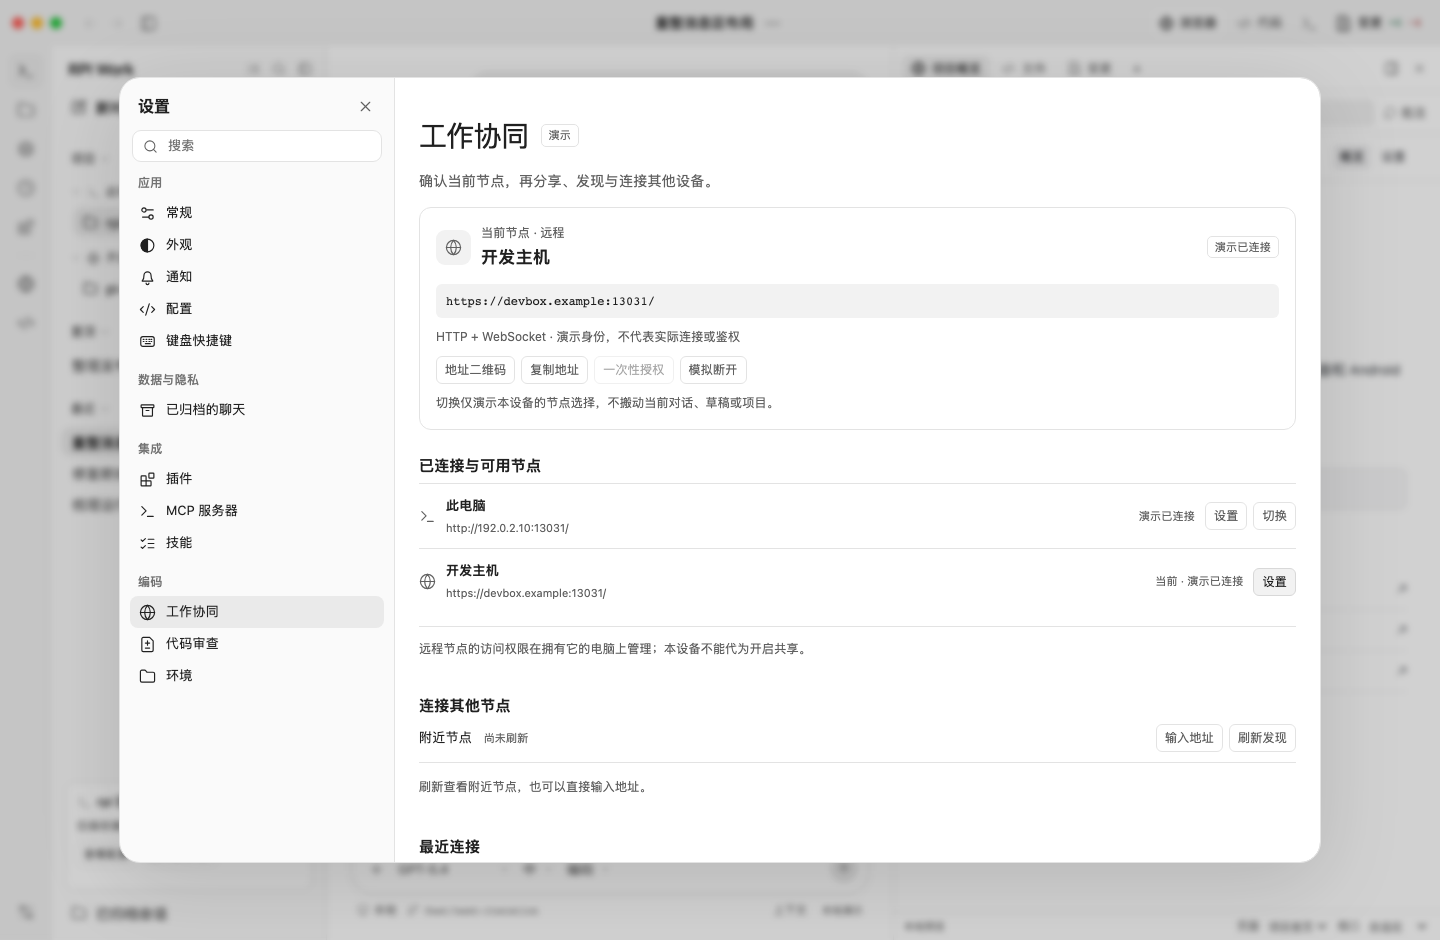 设置
搜索
应用
常规
外观
通知
配置
键盘快捷键
数据与隐私
已归档的聊天
集成
插件
MCP 服务器
技能
编码
工作协同
代码审查
环境
工作协同 演示
确认当前节点，再分享、发现与连接其他设备。
当前节点 · 远程
开发主机
演示已连接
https://devbox.example:13031/
HTTP + WebSocket · 演示身份，不代表实际连接或鉴权
地址二维码 复制地址 一次性授权 模拟断开
切换仅演示本设备的节点选择，不搬动当前对话、草稿或项目。
已连接与可用节点
此电脑
http://192.0.2.10:13031/
演示已连接 设置 切换
开发主机
https://devbox.example:13031/
当前 · 演示已连接 设置
远程节点的访问权限在拥有它的电脑上管理；本设备不能代为开启共享。
连接其他节点
附近节点 尚未刷新 输入地址 刷新发现
刷新查看附近节点，也可以直接输入地址。
最近连接